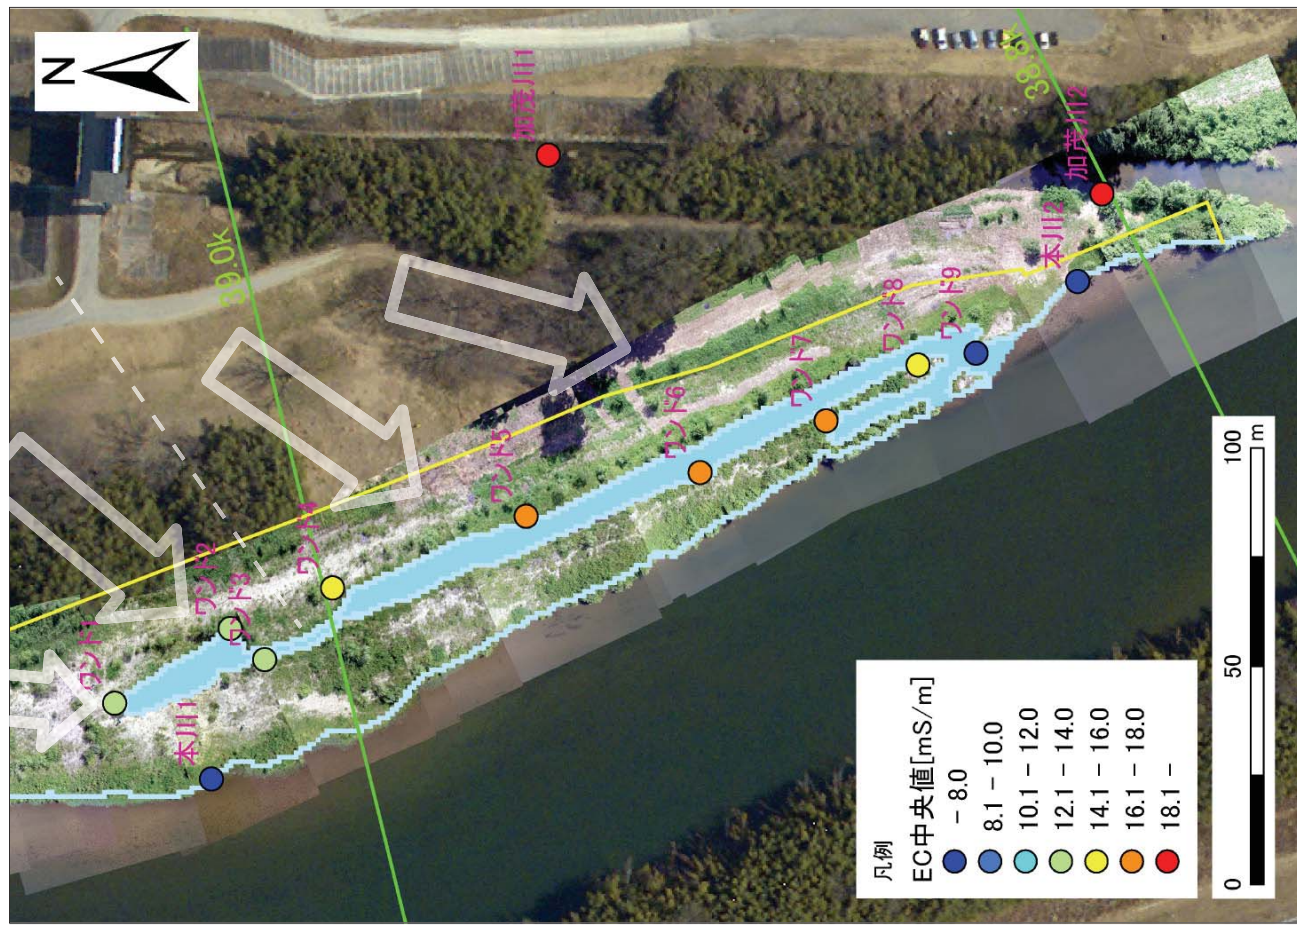 N
39.0k
38.8k
加茂川1
加茂川2
本川2
ワンド9
ワンド8
ワンド7
ワンド6
ワンド5
ワンド4
ワンド3
ワンド2
ワンド1
本川1
凡例
EC中央値[mS/m]
- 8.0
8.1 - 10.0
10.1 - 12.0
12.1 - 14.0
14.1 - 16.0
16.1 - 18.0
18.1 -
0 50 100
m